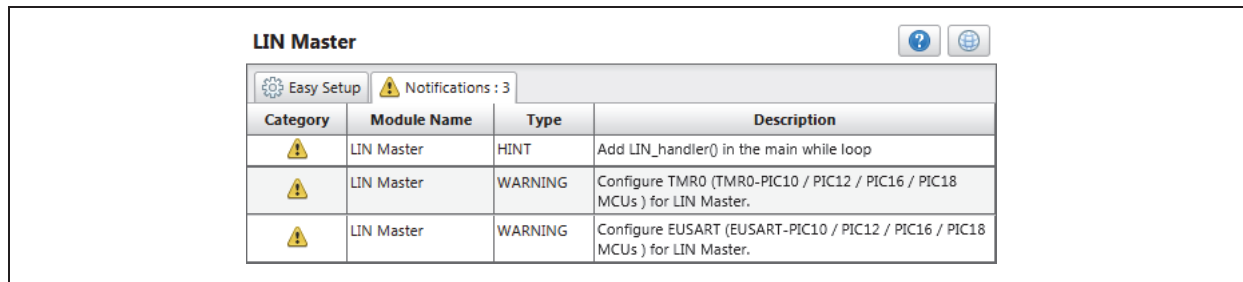 LIN Master
Easy Setup
Notifications : 3
Category Module Name Type Description
LIN Master HINT Add LIN_handler() in the main while loop
LIN Master WARNING Configure TMR0 (TMR0-PIC10 / PIC12 / PIC16 / PIC18
MCUs ) for LIN Master.
LIN Master WARNING Configure EUSART (EUSART-PIC10 / PIC12 / PIC16 / PIC18
MCUs ) for LIN Master.